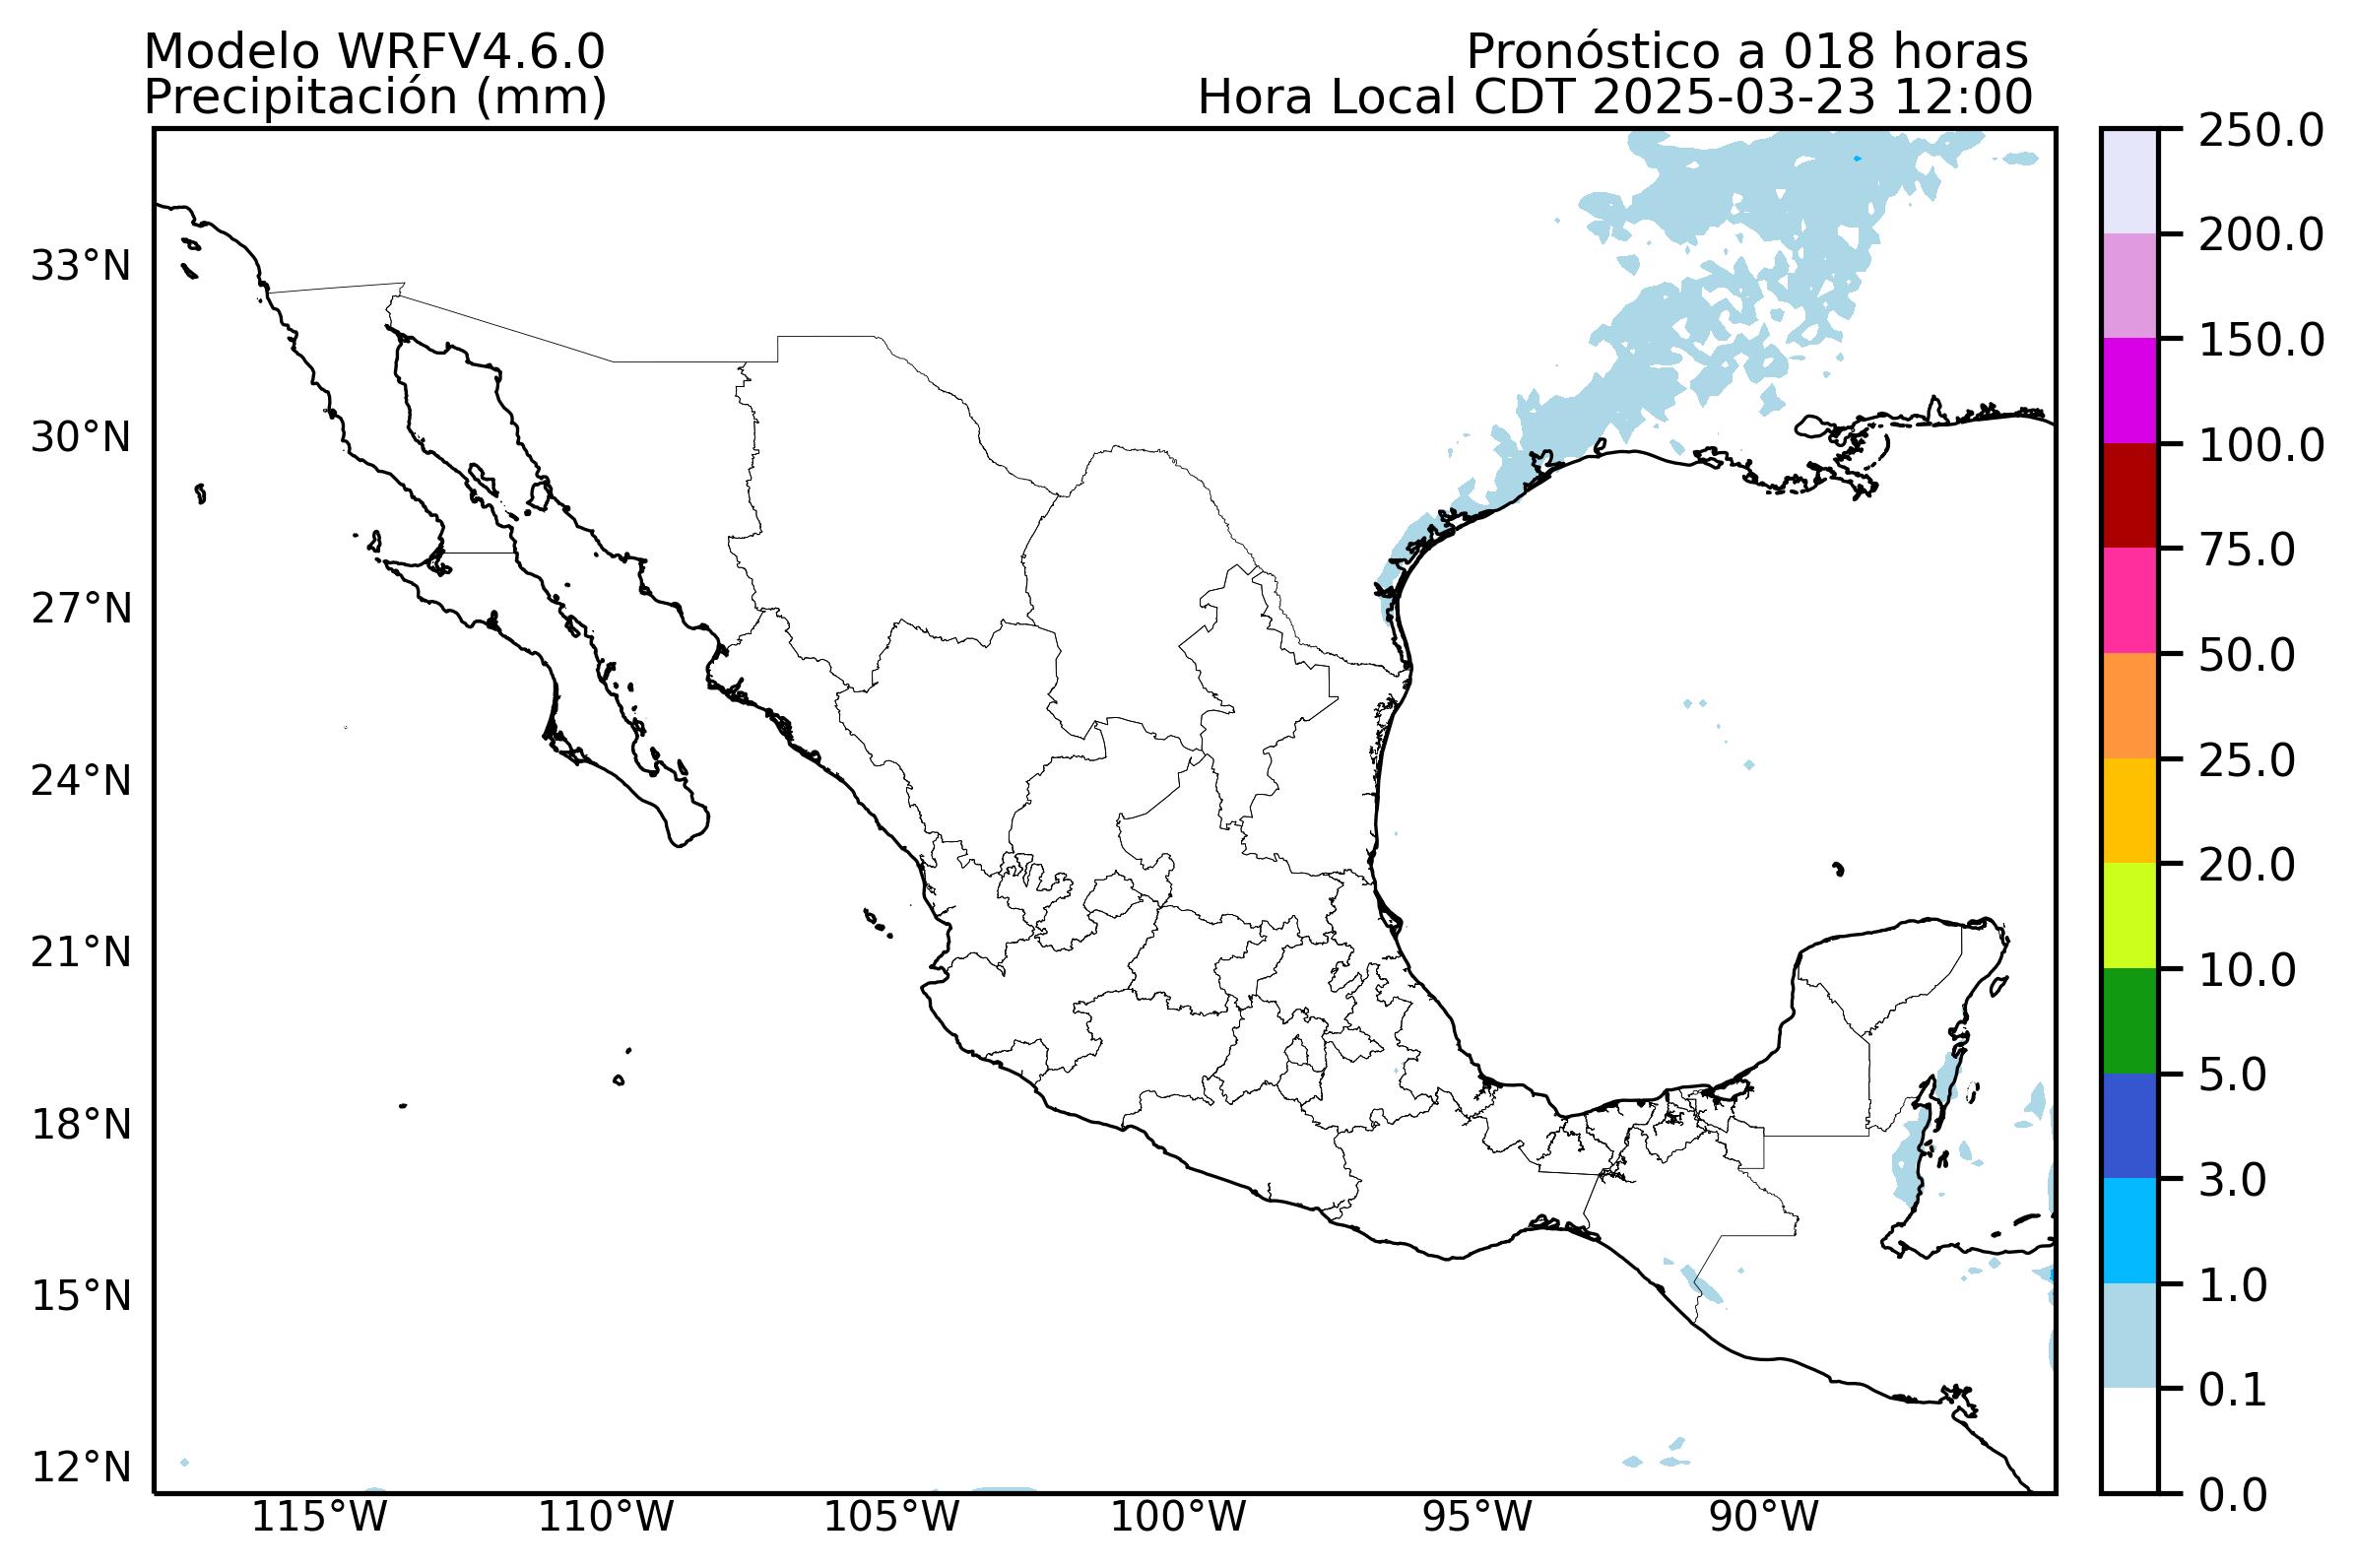 Modelo WRFV4.6.0
Precipitación (mm)
Pronóstico a 018 horas
Hora Local CDT 2025-03-23 12:00
33°N
30°N
27°N
24°N
21°N
18°N
15°N
12°N
115°W
110°W
105°W
100°W
95°W
90°W
250.0
200.0
150.0
100.0
75.0
50.0
25.0
20.0
10.0
5.0
3.0
1.0
0.1
0.0